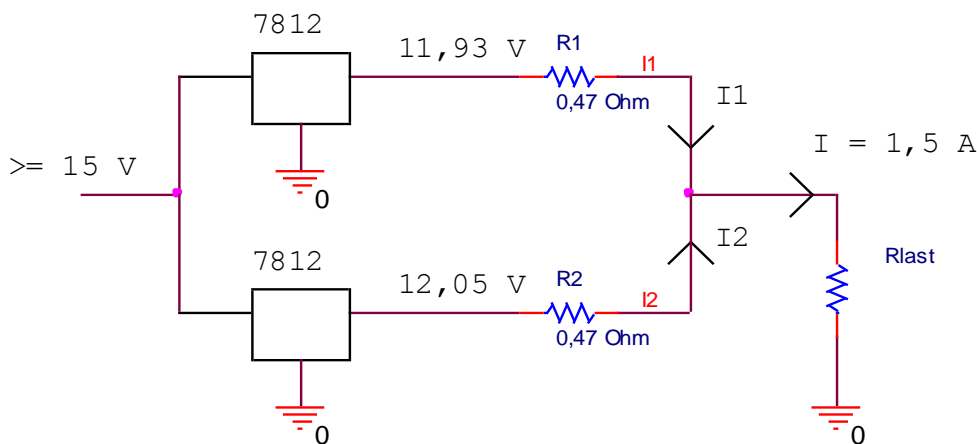 7812
11,93 V
R1
I1
0,47 Ohm
I1
I = 1,5 A
>= 15 V
0
I2
7812
12,05 V
R2
I2
0,47 Ohm
Rlast
0
0